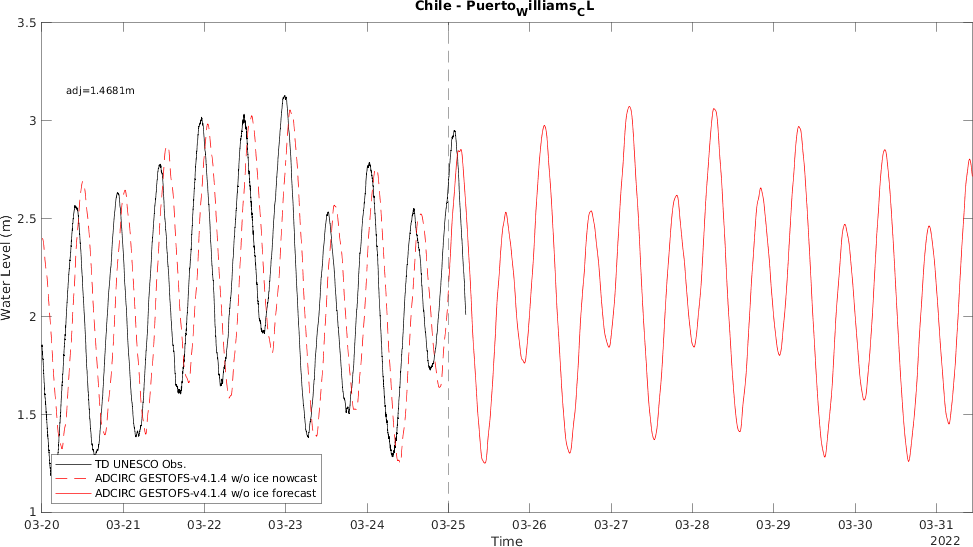 Chile - PuertoWilliamsCL
3.5
adj=1.4681m
3
2.5
Water Level (m)
2
1.5
TD UNESCO Obs.
ADCIRC GESTOFS-v4.1.4 w/o ice nowcast
ADCIRC GESTOFS-v4.1.4 w/o ice forecast
1
03-20 03-21 03-22 03-23 03-24 03-25 03-26 03-27 03-28 03-29 03-30 03-31
Time
2022